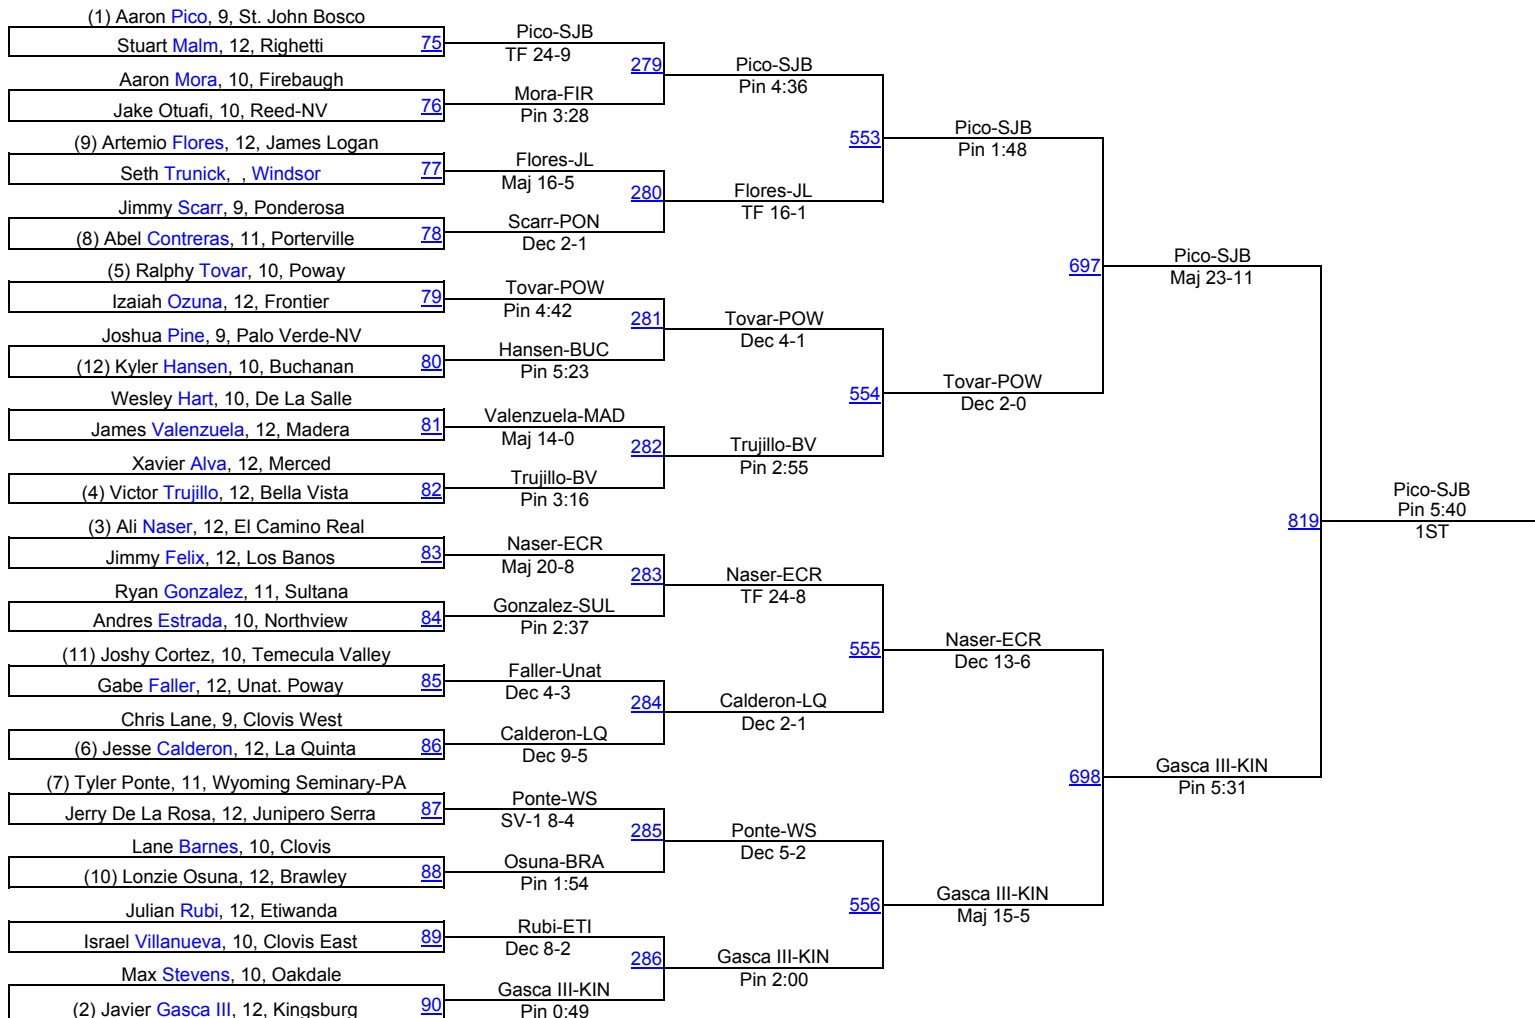 (1) Aaron Pico, 9, St. John Bosco
Stuart Malm, 12, Righetti
75
Aaron Mora, 10, Firebaugh
Jake Otuafi, 10, Reed-NV
76
(9) Artemio Flores, 12, James Logan
Seth Trunick, , Windsor
77
Jimmy Scarr, 9, Ponderosa
(8) Abel Contreras, 11, Porterville
78
(5) Ralphy Tovar, 10, Poway
Izaiah Ozuna, 12, Frontier
79
Joshua Pine, 9, Palo Verde-NV
(12) Kyler Hansen, 10, Buchanan
80
Wesley Hart, 10, De La Salle
James Valenzuela, 12, Madera
81
Xavier Alva, 12, Merced
(4) Victor Trujillo, 12, Bella Vista
82
(3) Ali Naser, 12, El Camino Real
Jimmy Felix, 12, Los Banos
83
Ryan Gonzalez, 11, Sultana
Andres Estrada, 10, Northview
84
(11) Joshy Cortez, 10, Temecula Valley
Gabe Faller, 12, Unat. Poway
85
Chris Lane, 9, Clovis West
(6) Jesse Calderon, 12, La Quinta
86
(7) Tyler Ponte, 11, Wyoming Seminary-PA
Jerry De La Rosa, 12, Junipero Serra
87
Lane Barnes, 10, Clovis
(10) Lonzie Osuna, 12, Brawley
88
Julian Rubi, 12, Etiwanda
Israel Villanueva, 10, Clovis East
89
Max Stevens, 10, Oakdale
(2) Javier Gasca III, 12, Kingsburg
90
Pico-SJB
TF 24-9
279
Mora-FIR
Pin 3:28
Flores-JL
Maj 16-5
280
Scarr-PON
Dec 2-1
Tovar-POW
Pin 4:42
281
Hansen-BUC
Pin 5:23
Valenzuela-MAD
Maj 14-0
282
Trujillo-BV
Pin 3:16
Naser-ECR
Maj 20-8
283
Gonzalez-SUL
Pin 2:37
Faller-Unat
Dec 4-3
284
Calderon-LQ
Dec 9-5
Ponte-WS
SV-1 8-4
285
Osuna-BRA
Pin 1:54
Rubi-ETI
Dec 8-2
286
Gasca III-KIN
Pin 0:49
Pico-SJB
Pin 4:36
553
Flores-JL
TF 16-1
Tovar-POW
Dec 4-1
554
Trujillo-BV
Pin 2:55
Naser-ECR
TF 24-8
555
Calderon-LQ
Dec 2-1
Ponte-WS
Dec 5-2
556
Gasca III-KIN
Pin 2:00
Pico-SJB
Pin 1:48
697
Tovar-POW
Dec 2-0
Naser-ECR
Dec 13-6
698
Gasca III-KIN
Maj 15-5
Pico-SJB
Maj 23-11
819
Gasca III-KIN
Pin 5:31
Pico-SJB
Pin 5:40
1ST